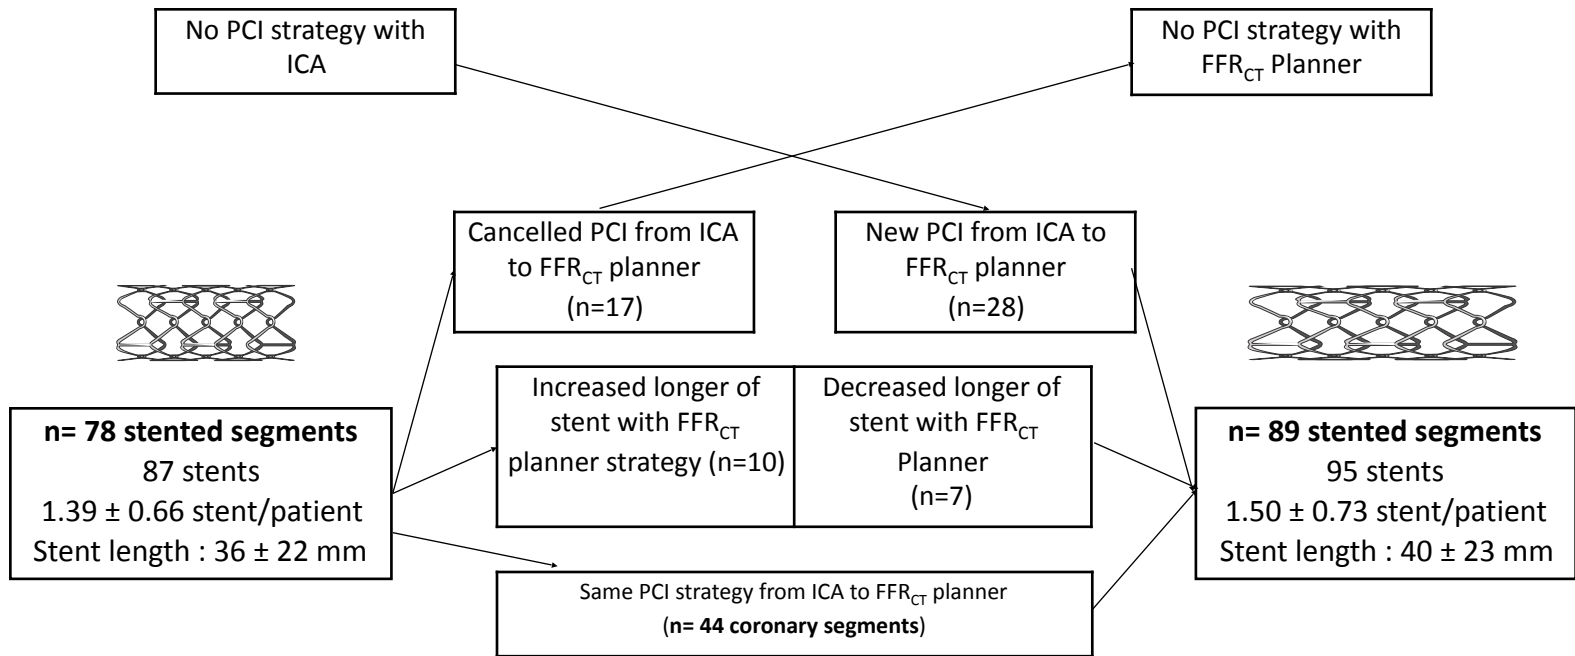 No PCI strategy with
ICA
No PCI strategy with
FFRCT Planner
Cancelled PCI from ICA
to FFRCT planner
(n=17)
New PCI from ICA to
FFRCT planner
(n=28)
n= 78 stented segments
87 stents
1.39 ± 0.66 stent/patient
Stent length : 36 ± 22 mm
Increased longer of
stent with FFRCT
planner strategy (n=10)
Decreased longer of
stent with FFRCT
Planner
(n=7)
n= 89 stented segments
95 stents
1.50 ± 0.73 stent/patient
Stent length : 40 ± 23 mm
Same PCI strategy from ICA to FFRCT planner
(n= 44 coronary segments)